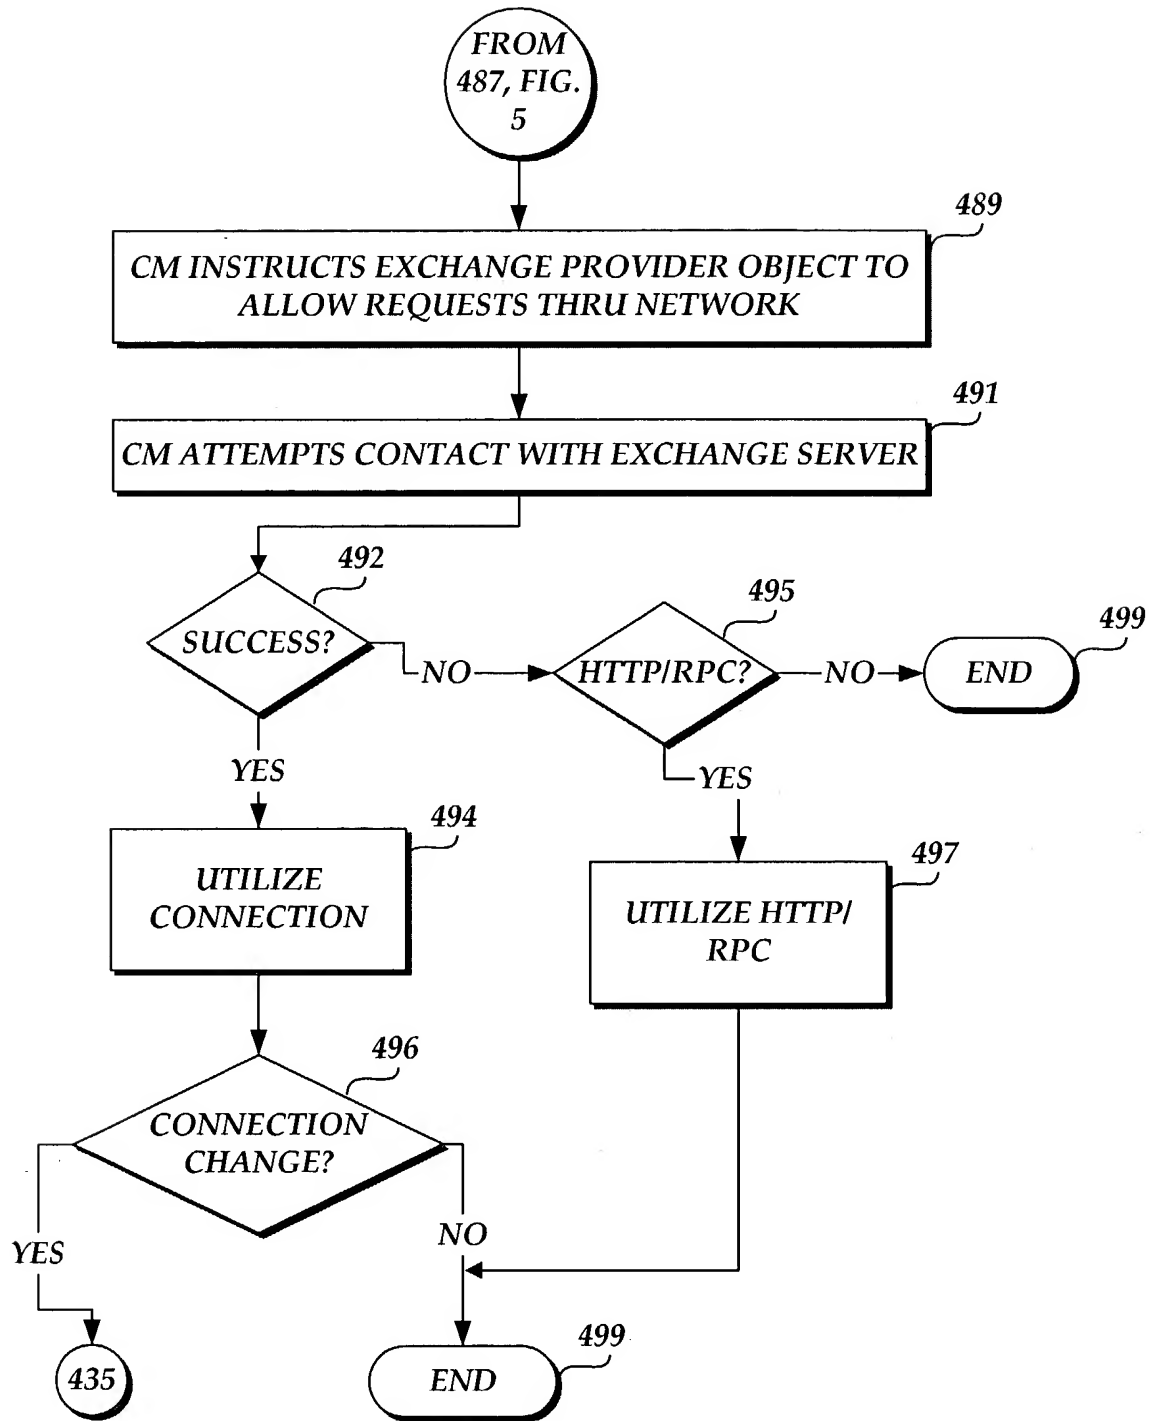 FROM
487, FIG.
5
489
CM INSTRUCTS EXCHANGE PROVIDER OBJECT TO
ALLOW REQUESTS THRU NETWORK
491
CM ATTEMPTS CONTACT WITH EXCHANGE SERVER
492
SUCCESS?
NO
495
HTTP/RPC?
NO
499
END
YES
YES
494
UTILIZE
CONNECTION
497
UTILIZE HTTP/
RPC
496
CONNECTION
CHANGE?
YES
NO
435
499
END